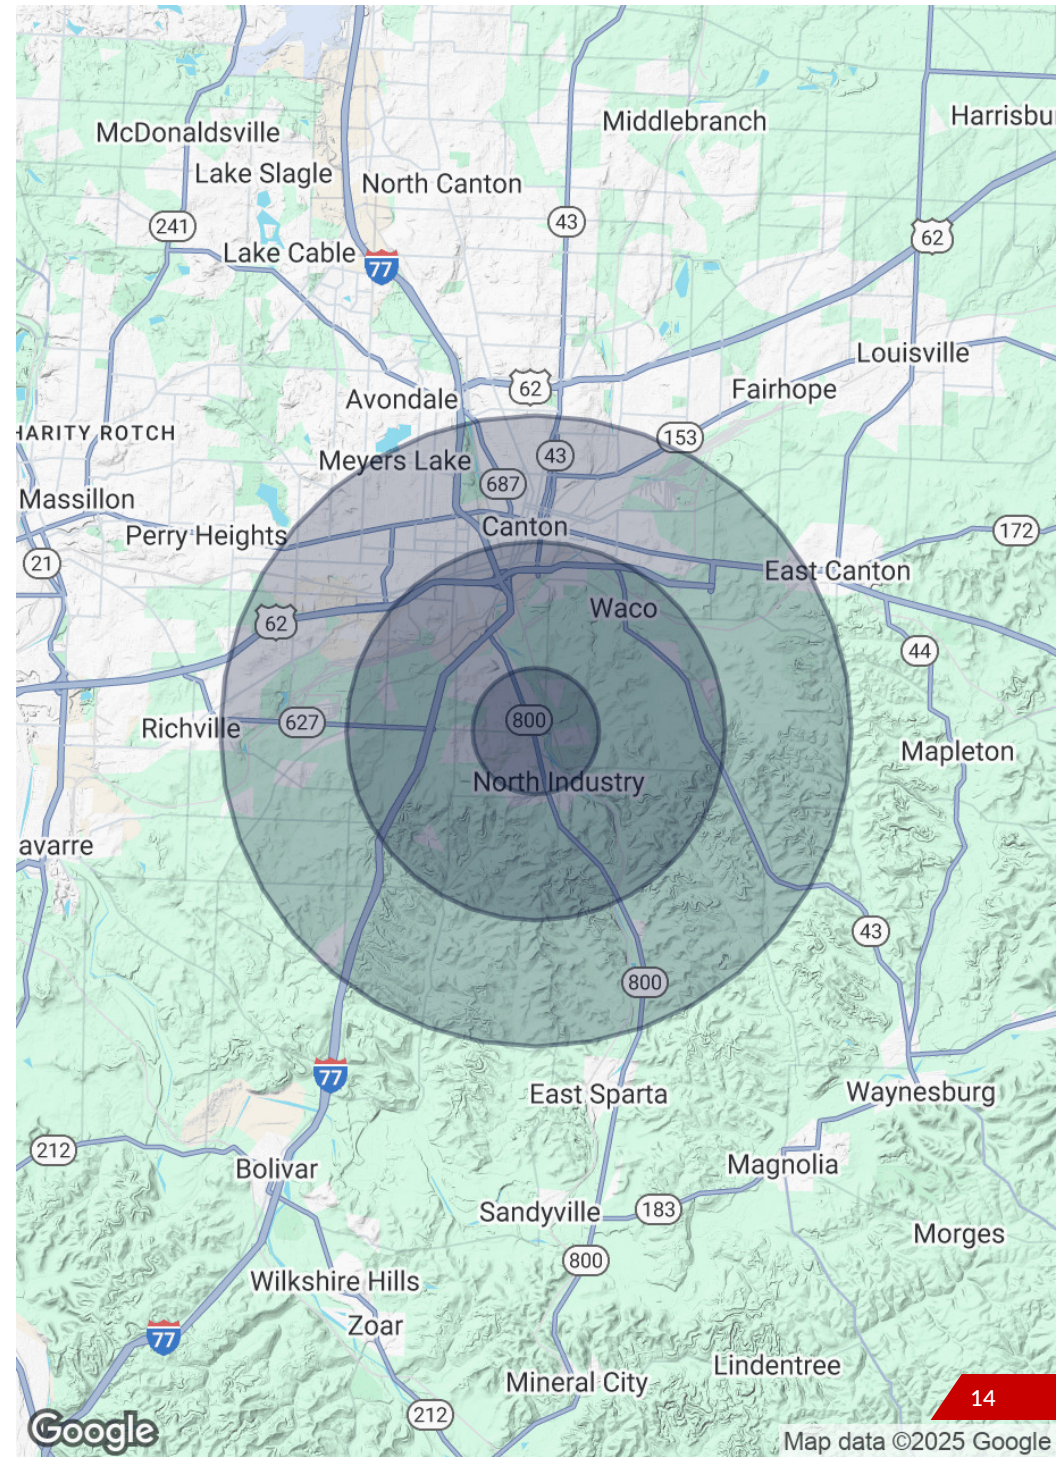 Middlebranch
Harrisbu
McDonaldsville
Lake Slagle
North Canton
241
43
62
Lake Cable
77
Louisville
62
Fairhope
Avondale
HARITY ROTCH
153
43
Meyers Lake
687
Massillon
Canton
172
Perry Heights
21
East Canton
Waco
62
44
800
627
Richville
Mapleton
North Industry
avarre
43
800
77
East Sparta
Waynesburg
212
Bolivar
Magnolia
Sandyville
183
Morges
800
Wilkshire Hills
Zoar
77
Lindentree
Mineral City
14
212
Google
Map data ©2025 Google